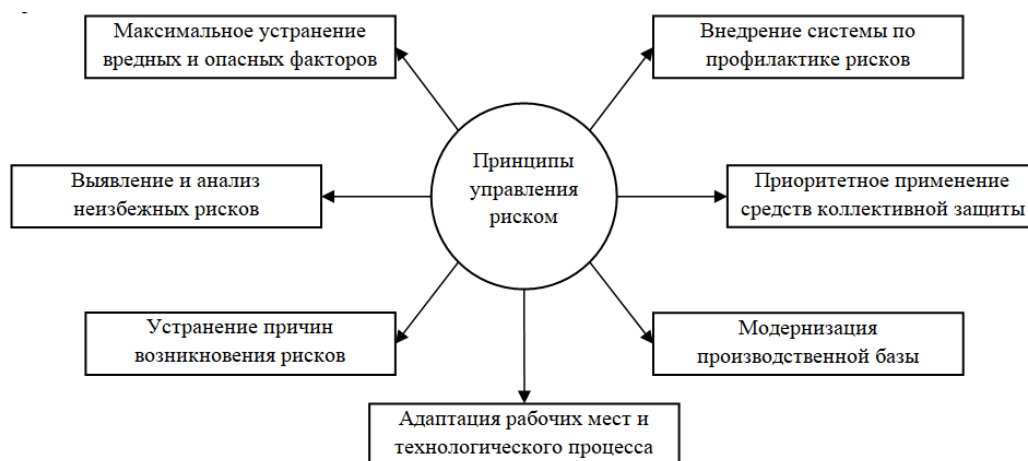 Максимальное устранение
вредных и опасных факторов
Внедрение системы по
профилактике рисков
Принципы
управления
риском
Выявление и анализ
неизбежных рисков
Приоритетное применение
средств коллективной защиты
Устранение причин
возникновения рисков
Модернизация
производственной базы
Адаптация рабочих мест и
технологического процесса